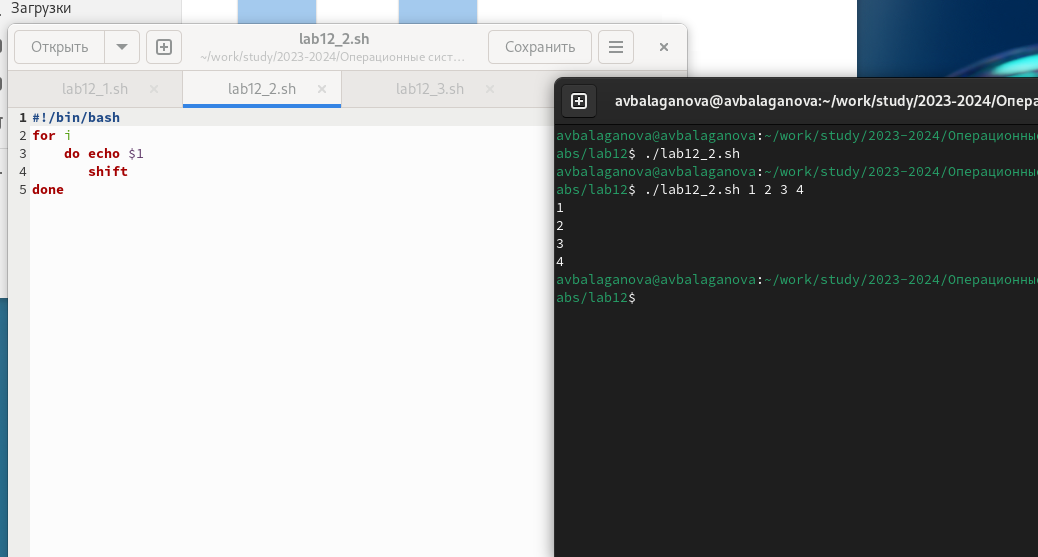 Загрузки
Открыть
lab12_2.sh
~/work/study/2023-2024/Операционные сист...
Сохранить
lab12_1.sh
lab12_2.sh
lab12_3.sh
1 #!/bin/bash
2 for i
3 do echo $1
4 shift
5 done
avbalaganova@avbalaganova:~/work/study/2023-2024/Опера
avbalaganova@avbalaganova:~/work/study/2023-2024/Операционны
abs/lab12$ ./lab12_2.sh
avbalaganova@avbalaganova:~/work/study/2023-2024/Операционны
abs/lab12$ ./lab12_2.sh 1 2 3 4
1
2
3
4
avbalaganova@avbalaganova:~/work/study/2023-2024/Операционны
abs/lab12$